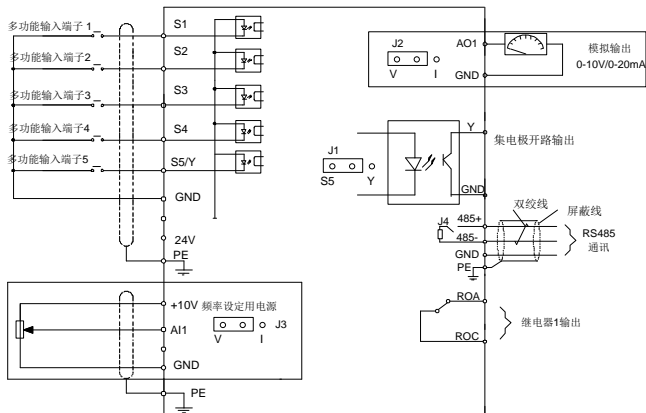 多功能输入端子1
S1
多功能输入端子2
S2
多功能输入端子3
S3
多功能输入端子4
S4
多功能输入端子5
S5/Y
GND
24V
PE
+10V 频率设定用电源
AI1
J3
V I
GND
PE
J2
V I
AO1
GND
模拟输出
0-10V/0-20mA
J1
S5 Y
Y
GND
集电极开路输出
双绞线
屏蔽线
J4
485+
485-
GND
PE
RS485
通讯
ROA
ROC
继电器1输出